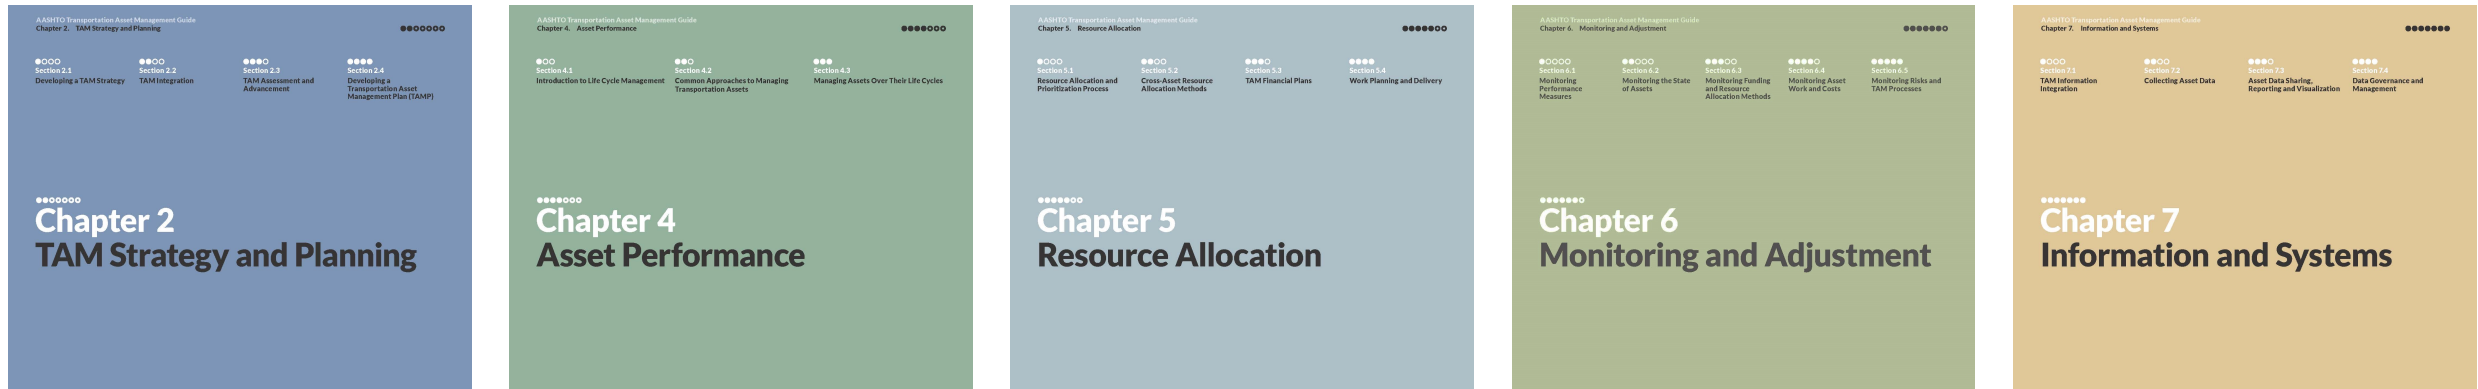 AASHTO Transportation Asset Management Guide
Chapter 2. TAM Strategy and Planning
Section 2.1
Developing a TAM Strategy
Section 2.2
TAM Integration
Section 2.3
TAM Assessment and
Advancement
Section 2.4
Developing a
Transportation Asset
Management Plan (TAMP)
Chapter 2
TAM Strategy and Planning
AASHTO Transportation Asset Management Guide
Chapter 4. Asset Performance
Section 4.1
Introduction to Life Cycle Management
Section 4.2
Common Approaches to Managing
Transportation Assets
Section 4.3
Managing Assets Over Their Life Cycles
Chapter 4
Asset Performance
AASHTO Transportation Asset Management Guide
Chapter 5. Resource Allocation
Section 5.1
Resource Allocation and
Prioritization Process
Section 5.2
Cross-Asset Resource
Allocation Methods
Section 5.3
TAM Financial Plans
Section 5.4
Work Planning and Delivery
Chapter 5
Resource Allocation
AASHTO Transportation Asset Management Guide
Chapter 6. Monitoring and Adjustment
Section 6.1
Monitoring
Performance
Measures
Section 6.2
Monitoring the State
of Assets
Section 6.3
Monitoring Funding
and Resource
Allocation Methods
Section 6.4
Monitoring Asset
Work and Costs
Section 6.5
Monitoring Risks and
TAM Processes
Chapter 6
Monitoring and Adjustment
AASHTO Transportation Asset Management Guide
Chapter 7. Information and Systems
Section 7.1
TAM Information
Integration
Section 7.2
Collecting Asset Data
Section 7.3
Asset Data Sharing,
Reporting and Visualization
Section 7.4
Data Governance and
Management
Chapter 7
Information and Systems